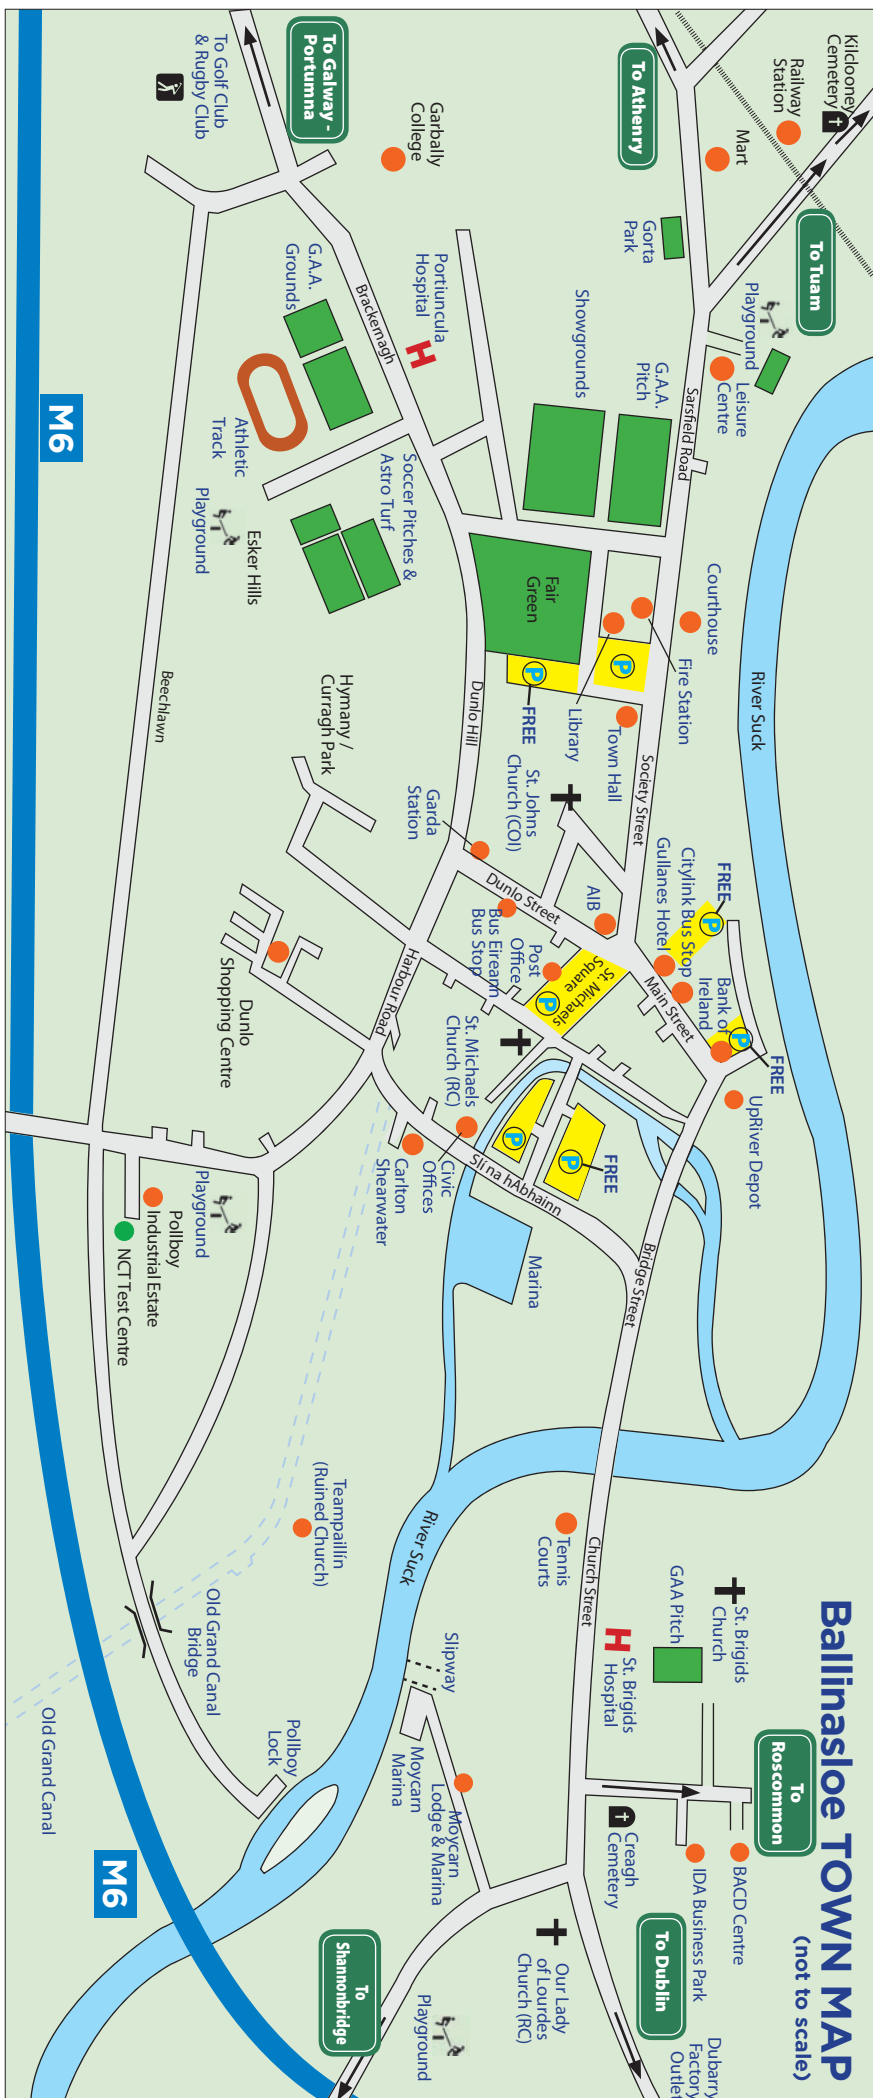 Ballinasloe TOWN MAP
(not to scale)
Kilclooney
Cemetery
Railway
Station
Mart
To Tuam
To Athenry
Gorta
Park
Playground
Leisure
Centre
G.A.A.
Pitch
Showgrounds
Sarsfield Road
To Galway -
Portumna
To Golf Club
& Rugby Club
Garbally
College
Portiuncula
Hospital
H
Brackernagh
G.A.A.
Grounds
Athletic
Track
Soccer Pitches &
Astro Turf
Esker Hills
Playground
M6
Beechlawn
River Suck
Courthouse
Fire Station
Library
Town Hall
Fair
Green
P
P
FREE
Dunlo Hill
Society Street
St. Johns
Church (COI)
Hymany /
Curragh Park
Garda
Station
Dunlo Street
AIB
Bus Eireann
Bus Stop
Post
Office
St. Michaels
Square
P
Gullanes Hotel
Citylink Bus Stop
FREE
P
Bank of
Ireland
Main Street
P
FREE
UpRiver Depot
Harbour Road
Dunlo
Shopping Centre
St. Michaels
Church (RC)
Civic
Offices
Carlton
Shearwater
P
P
FREE
Slí na hAbhainn
Marina
Bridge Street
Playground
Pollboy
Industrial Estate
NCT Test Centre
Teampaillín
(Ruined Church)
River Suck
Tennis
Courts
Church Street
St. Brigids
Church
GAA Pitch
H
St. Brigids
Hospital
To
Roscommon
BACD Centre
IDA Business Park
Creagh
Cemetery
To Dublin
Dubarry
Factory
Outlet
Our Lady
of Lourdes
Church (RC)
Slipway
Moycarn
Marina
Moycarn
Lodge & Marina
Old Grand Canal
Bridge
Pollboy
Lock
Old Grand Canal
M6
To
Shannonbridge
Playground